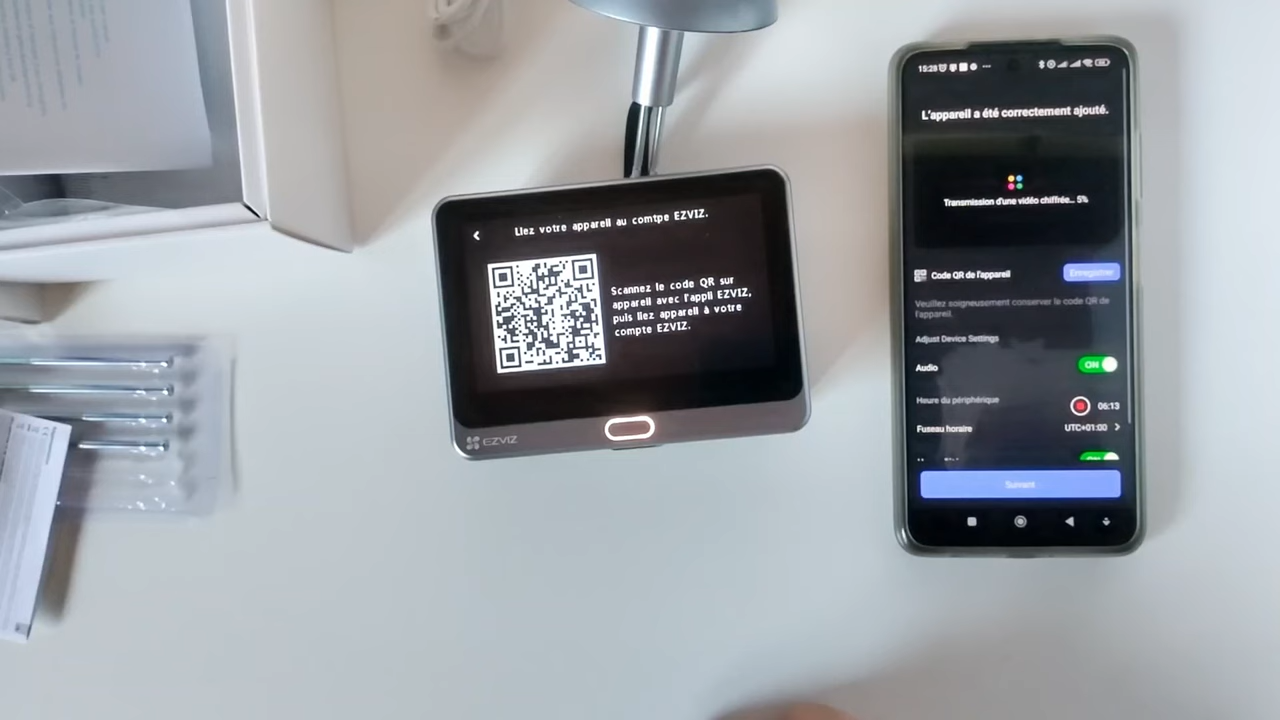 Liez votre appareil au comtpe EZVIZ.
Scannez le code QR sur
appareil avec l'appli EZVIZ,
puis liez appareil à votre
compte EZVIZ.
EZVIZ
15:28
L'appareil a été correctement ajouté.
Transmission d'une vidéo chiffrée... 5%
Code QR de l'appareil
Enregistrer
Veuillez soigneusement conserver le code QR de
l'appareil.
Adjust Device Settings
Audio
ON
Heure du périphérique
06:13
Fuseau horaire
UTC+01:00
ON
Suivant